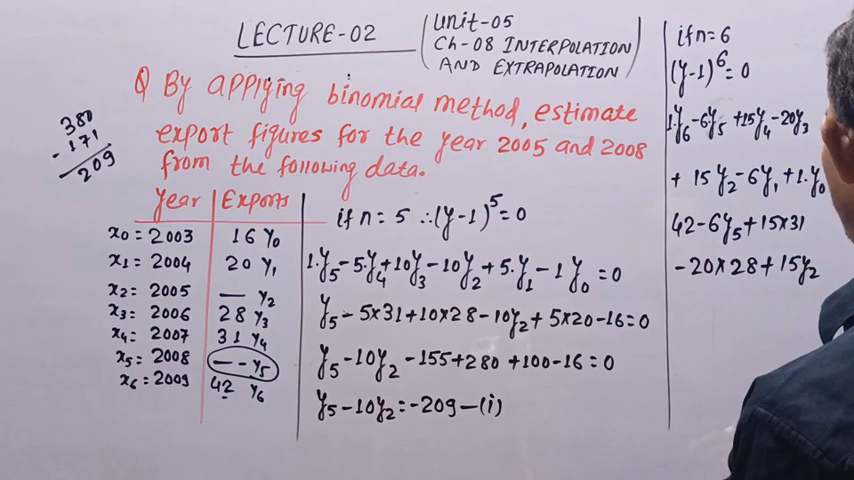 LECTURE-02
Unit-05
Ch-08 INTERPOLATION
AND EXTRAPOLATION
Q By applying binomial method, estimate
export figures for the year 2005 and 2008
from the following data.
380
- 171
209
Year Exports
x0 = 2003 16 y0
x1 = 2004 20 y1
x2 = 2005 — y2
x3 = 2006 28 y3
x4 = 2007 31 y4
x5 = 2008 — - y5
x6 = 2009 42 y6
if n = 5 ∴ (y-1)^5 = 0
1.y5 - 5.y4 + 10y3 - 10y2 + 5.y1 - 1y0 = 0
y5 - 5×31 + 10×28 - 10y2 + 5×20 - 16 = 0
y5 - 10y2 - 155 + 280 + 100 - 16 = 0
y5 - 10y2 = -209 — (i)
if n = 6
(y-1)^6 = 0
1.y6 - 6y5 + 15y4 - 20y3
+ 15y2 - 6y1 + 1.y0
42 - 6y5 + 15×31
- 20×28 + 15y2